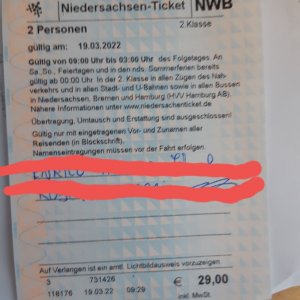 Niedersachsen-Ticket NWB
2.Klasse
2 Personen
gültig am: 19.03.2022
Gültig von 09:00 Uhr bis 03:00 Uhr des Folgetages. An
Sa.,So., Feiertagen und in den nds. Sommerferien bereits
gültig ab 00:00 Uhr. In der 2. Klasse in allen Zügen des Nah-
verkehrs und in allen Stadt- und U-Bahnen sowie in allen Bussen
in Niedersachsen, Bremen und Hamburg (HVV Hamburg AB).
Nähere Informationen unter www.niedersachsenticket.de
Übertragung, Umtausch und Erstattung sind ausgeschlossen!
Gültig nur mit eingetragenen Vor- und Zunamen aller
Reisenden (in Blockschrift).
Namenseintragungen müssen vor der Fahrt erfolgen.
Auf Verlangen ist ein amtl. Lichtbildausweis vorzuzeigen
3 731426
€ 29,00
118176 19.03.22 09:29
inkl. MwSt.